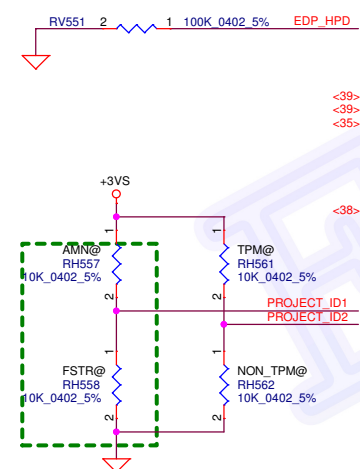 RV551 2 1 100K_0402_5% EDP_HPD
<39>
<39>
<35>
+3VS
<38>
1 1
AMN@ TPM@
RH557 RH561
10K_0402_5% 10K_0402_5%
2 2
PROJECT_ID1
PROJECT_ID2
1 1
FSTR@ NON_TPM@
RH558 RH562
10K_0402_5% 10K_0402_5%
2 2